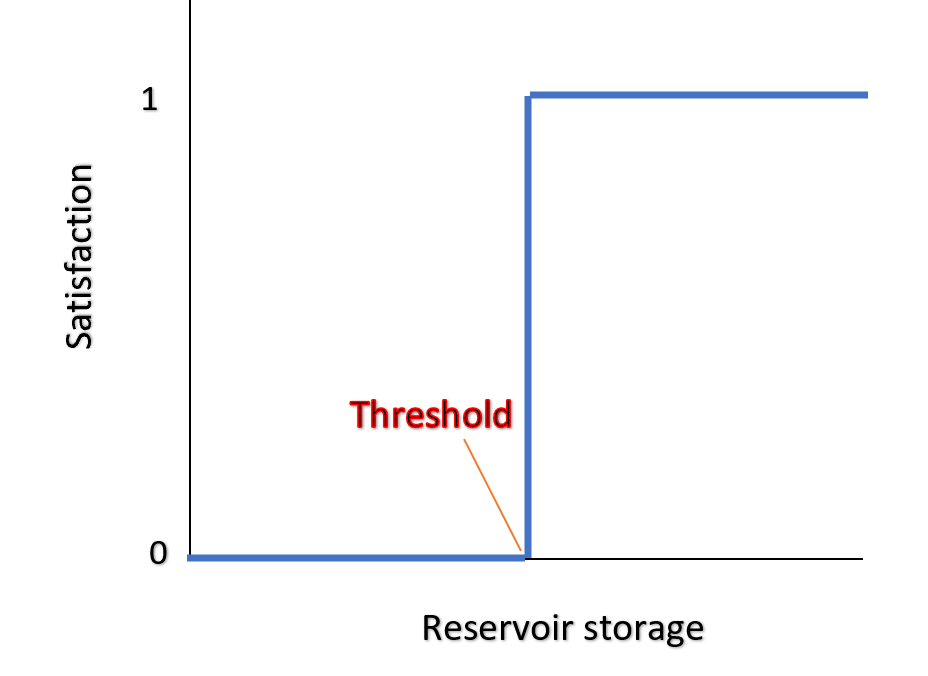 1
Satisfaction
Threshold
0
Reservoir storage